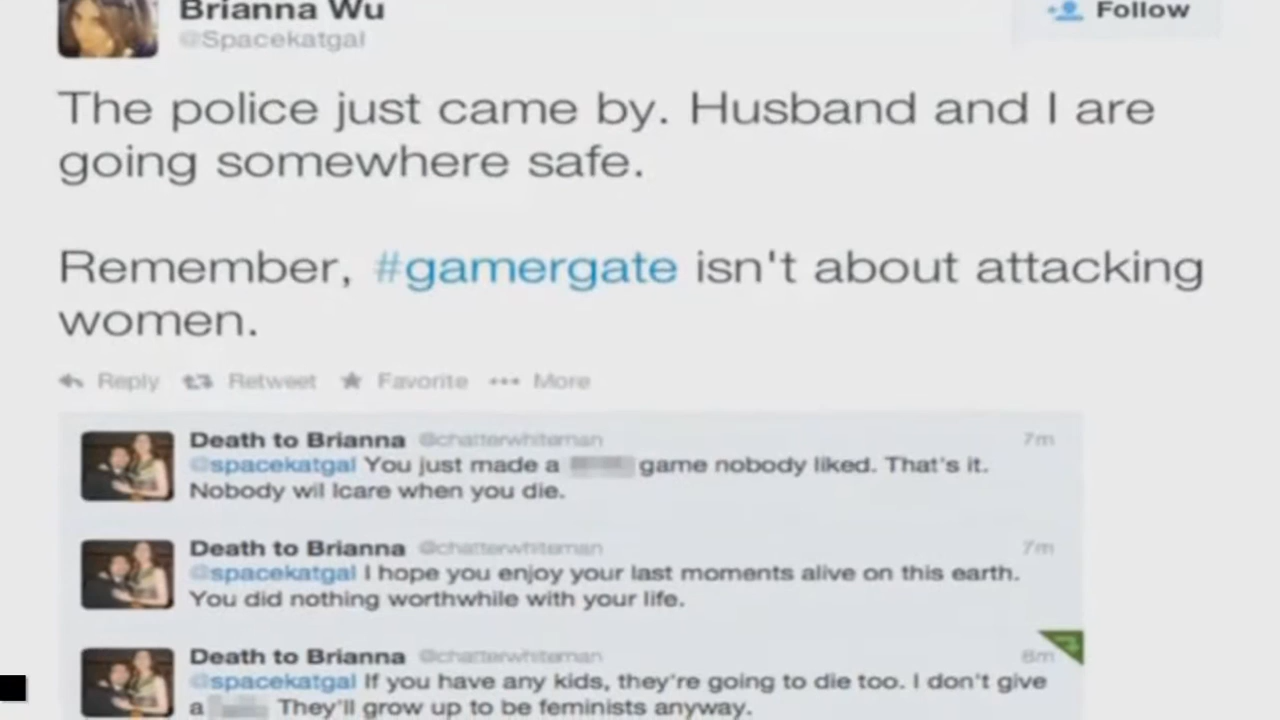 Brianna Wu
@Spacekatgal
Follow
The police just came by. Husband and I are
going somewhere safe.
Remember, #gamergate isn't about attacking
women.
Reply Retweet Favorite More
Death to Brianna @chatterwhiteman 7m
@spacekatgal You just made a game nobody liked. That's it.
Nobody wil lcare when you die.
Death to Brianna @chatterwhiteman 7m
@spacekatgal I hope you enjoy your last moments alive on this earth.
You did nothing worthwhile with your life.
Death to Brianna @chatterwhiteman 6m
@spacekatgal If you have any kids, they're going to die too. I don't give
a They'll grow up to be feminists anyway.